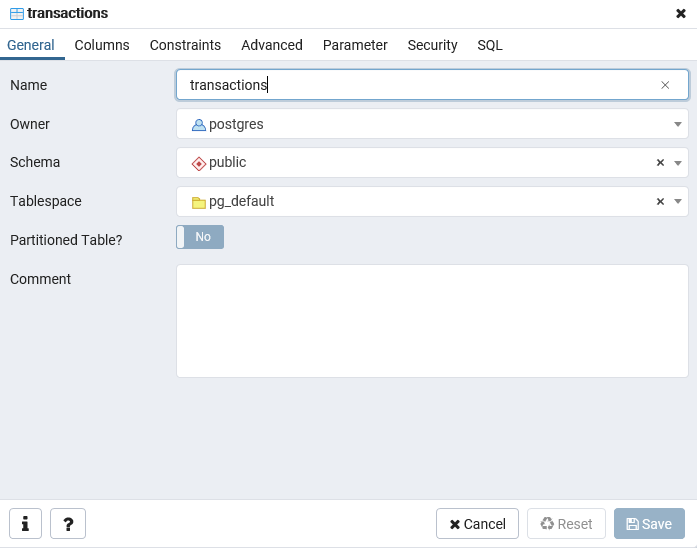 transactions
General Columns Constraints Advanced Parameter Security SQL
Name transactions
Owner postgres
Schema public
Tablespace pg_default
Partitioned Table? No
Comment
i ? Cancel Reset Save